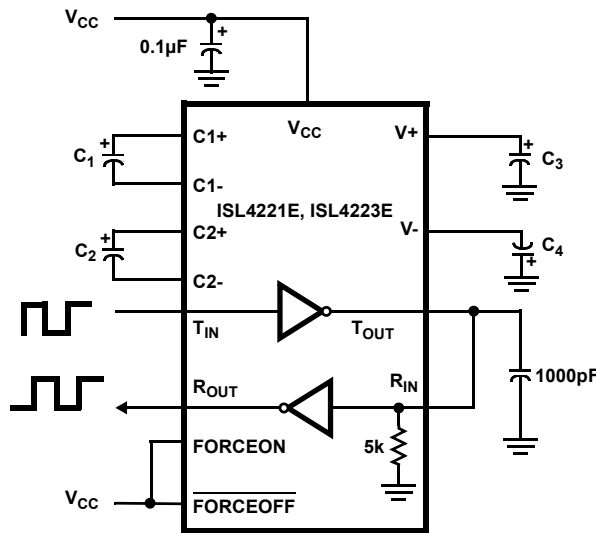 VCC
+
0.1µF
VCC
C1+
+
C1
C1-
V+
+
C3
ISL4221E, ISL4223E
C2+
+
C2
C2-
V-
C4
+
TIN
TOUT
ROUT
RIN
1000pF
5k
FORCEON
VCC
FORCEOFF